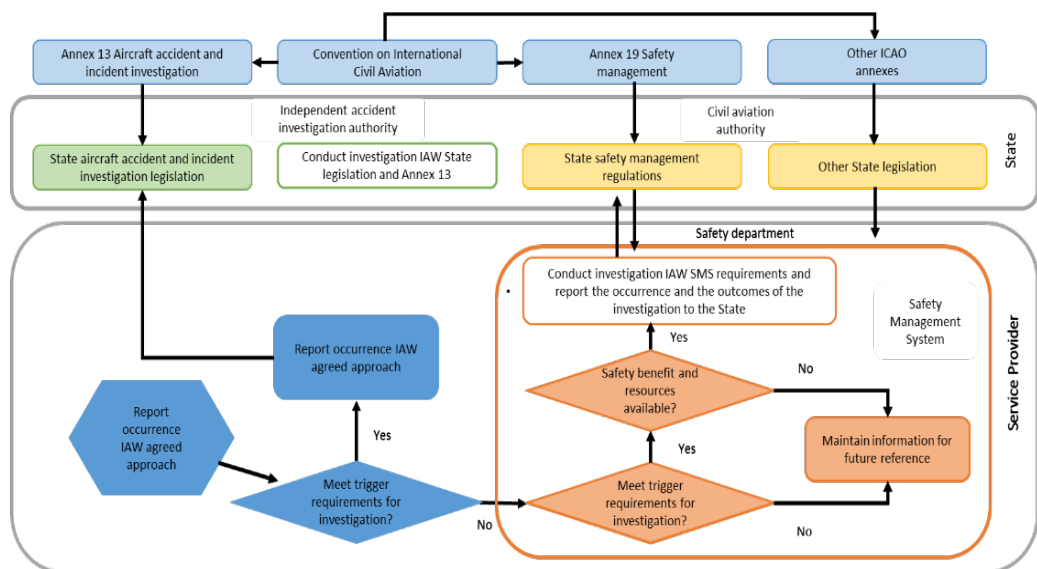 Annex 13 Aircraft accident and
incident investigation
Convention on International
Civil Aviation
Annex 19 Safety
management
Other ICAO
annexes
Independent accident
investigation authority
Civil aviation
authority
State
State aircraft accident and incident
investigation legislation
Conduct investigation IAW State
legislation and Annex 13
State safety management
regulations
Other State legislation
Safety department
Conduct investigation IAW SMS requirements and
report the occurrence and the outcomes of the
investigation to the State
Safety
Management
System
Service Provider
Report occurrence IAW
agreed approach
Yes
Safety benefit and
resources
available?
No
Report
occurrence
IAW agreed
approach
Yes
Yes
Maintain information for
future reference
Meet trigger
requirements for
investigation?
No
Meet trigger
requirements for
investigation?
No